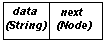 data next
(String) (Node)